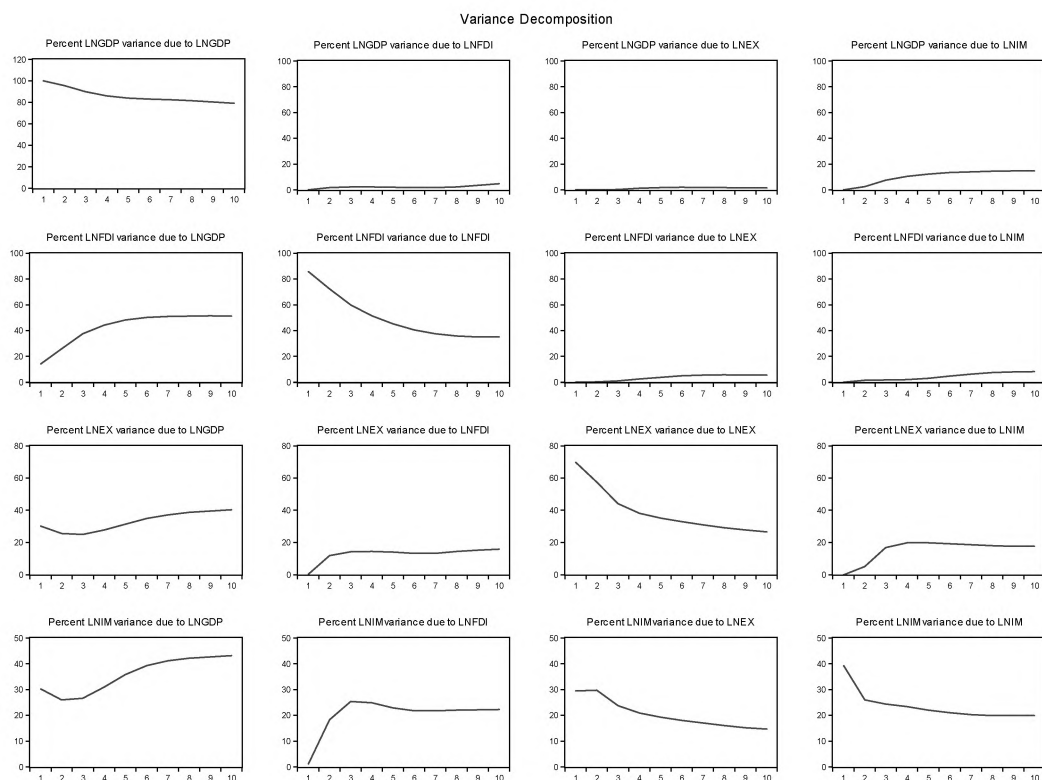 Variance Decomposition
Percent LNGDP variance due to LNGDP
120
100
80
60
40
20
0
1 2 3 4 5 6 7 8 9 10
Percent LNGDP variance due to LNFDI
100
80
60
40
20
0
1 2 3 4 5 6 7 8 9 10
Percent LNGDP variance due to LNEX
100
80
60
40
20
0
1 2 3 4 5 6 7 8 9 10
Percent LNGDP variance due to LNIM
100
80
60
40
20
0
1 2 3 4 5 6 7 8 9 10
Percent LNFDI variance due to LNGDP
100
80
60
40
20
0
1 2 3 4 5 6 7 8 9 10
Percent LNFDI variance due to LNFDI
100
80
60
40
20
0
1 2 3 4 5 6 7 8 9 10
Percent LNFDI variance due to LNEX
100
80
60
40
20
0
1 2 3 4 5 6 7 8 9 10
Percent LNFDI variance due to LNIM
100
80
60
40
20
0
1 2 3 4 5 6 7 8 9 10
Percent LNEX variance due to LNGDP
80
60
40
20
0
1 2 3 4 5 6 7 8 9 10
Percent LNEX variance due to LNFDI
80
60
40
20
0
1 2 3 4 5 6 7 8 9 10
Percent LNEX variance due to LNEX
80
60
40
20
0
1 2 3 4 5 6 7 8 9 10
Percent LNEX variance due to LNIM
80
60
40
20
0
1 2 3 4 5 6 7 8 9 10
Percent LNIM variance due to LNGDP
50
40
30
20
10
0
1 2 3 4 5 6 7 8 9 10
Percent LNIM variance due to LNFDI
50
40
30
20
10
0
1 2 3 4 5 6 7 8 9 10
Percent LNIM variance due to LNEX
50
40
30
20
10
0
1 2 3 4 5 6 7 8 9 10
Percent LNIM variance due to LNIM
50
40
30
20
10
0
1 2 3 4 5 6 7 8 9 10